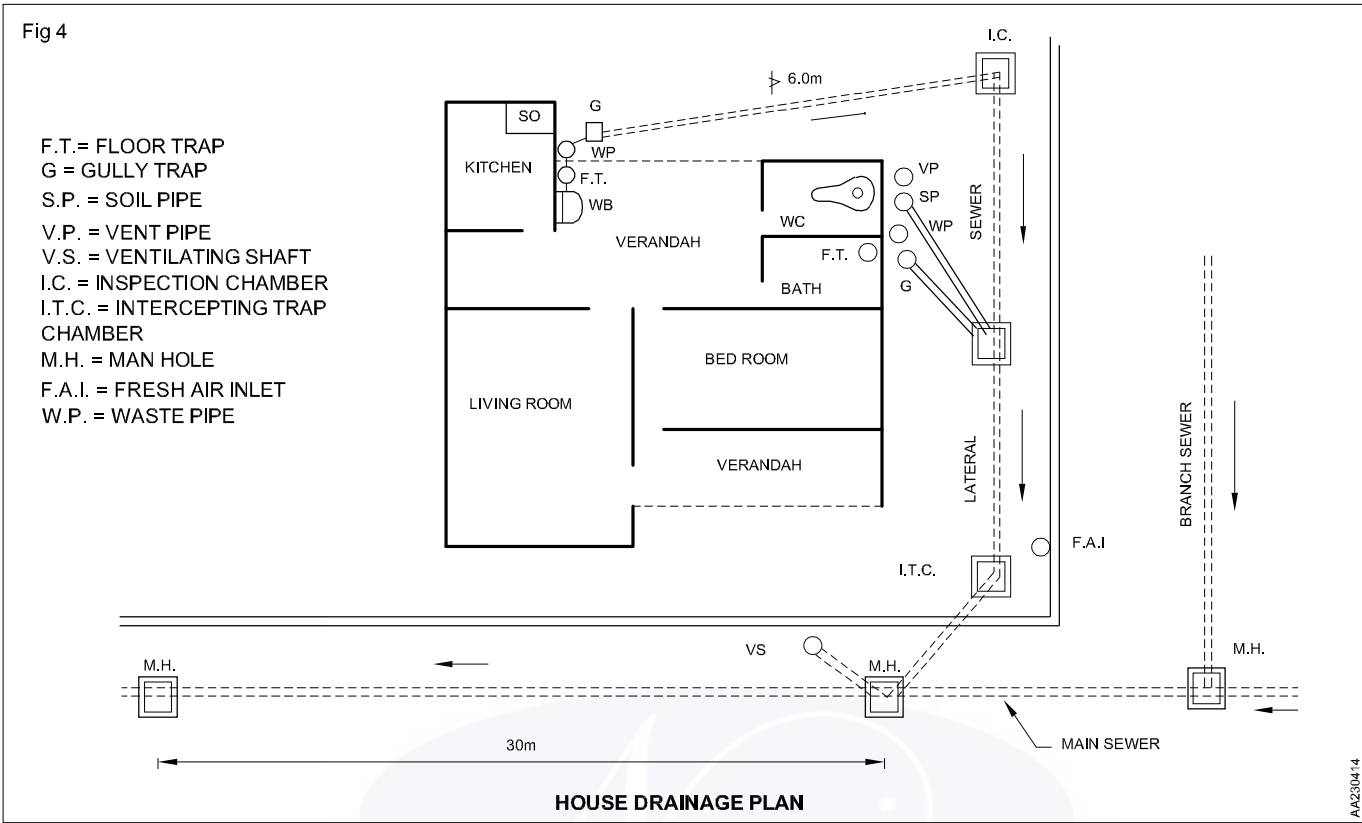 Fig 4
I.C.
6.0m
SO
G
F.T.= FLOOR TRAP
G = GULLY TRAP
S.P. = SOIL PIPE
V.P. = VENT PIPE
V.S. = VENTILATING SHAFT
I.C. = INSPECTION CHAMBER
I.T.C. = INTERCEPTING TRAP
CHAMBER
M.H. = MAN HOLE
F.A.I. = FRESH AIR INLET
W.P. = WASTE PIPE
KITCHEN
WP
F.T.
WB
VERANDAH
WC
VP
SP
WP
F.T.
G
BATH
SEWER
BED ROOM
LIVING ROOM
VERANDAH
LATERAL
BRANCH SEWER
F.A.I
I.T.C.
VS
M.H.
M.H.
M.H.
MAIN SEWER
30m
HOUSE DRAINAGE PLAN
AA230414